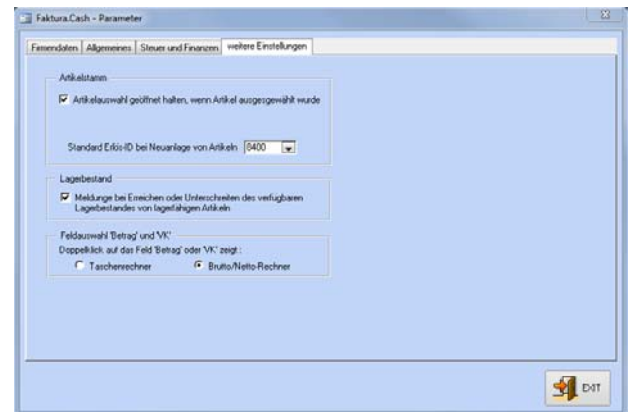 Faktura.Cash - Parameter
Firmendaten Allgemeines Steuer und Finanzen weitere Einstellungen
Artikelstamm
Artikelauswahl geöffnet halten, wenn Artikel ausgesgewählt wurde
Standard Erlös-ID bei Neuanlage von Artikeln 8400
Lagerbestand
Meldunge bei Erreichen oder Unterschreiten des verfügbaren
Lagerbestandes von lagerfähigen Artikeln
Feldauswahl 'Betrag' und 'VK'
Doppelklick auf das Feld 'Betrag' oder 'VK' zeigt :
Taschenrechner Brutto/Netto-Rechner
EXIT